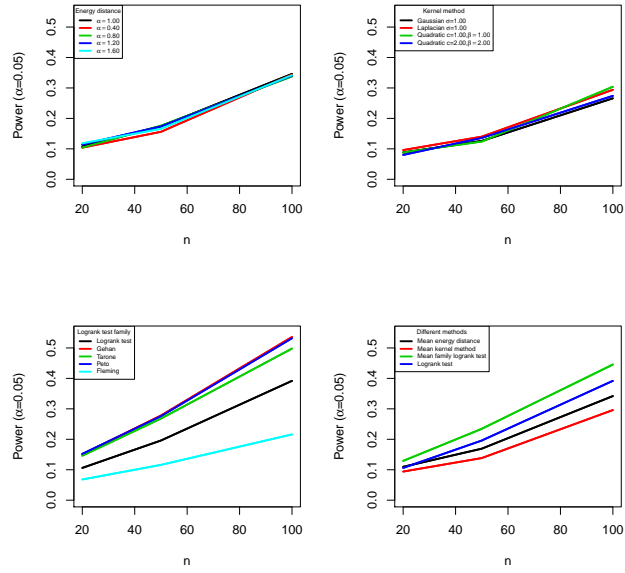 Energy distance
α = 1.00
α = 0.40
α = 0.80
α = 1.20
α = 1.60
Power (α=0.05)
0.0 0.1 0.2 0.3 0.4 0.5
20 40 60 80 100
n
Kernel method
Gaussian σ=1.00
Laplacian σ=1.00
Quadratic c=1.00,β = 1.00
Quadratic c=2.00,β = 2.00
Power (α=0.05)
0.0 0.1 0.2 0.3 0.4 0.5
20 40 60 80 100
n
Logrank test family
Logrank test
Gehan
Tarone
Peto
Fleming
Power (α=0.05)
0.0 0.1 0.2 0.3 0.4 0.5
20 40 60 80 100
n
Different methods
Mean energy distance
Mean kernel method
Mean family logrank test
Logrank test
Power (α=0.05)
0.0 0.1 0.2 0.3 0.4 0.5
20 40 60 80 100
n